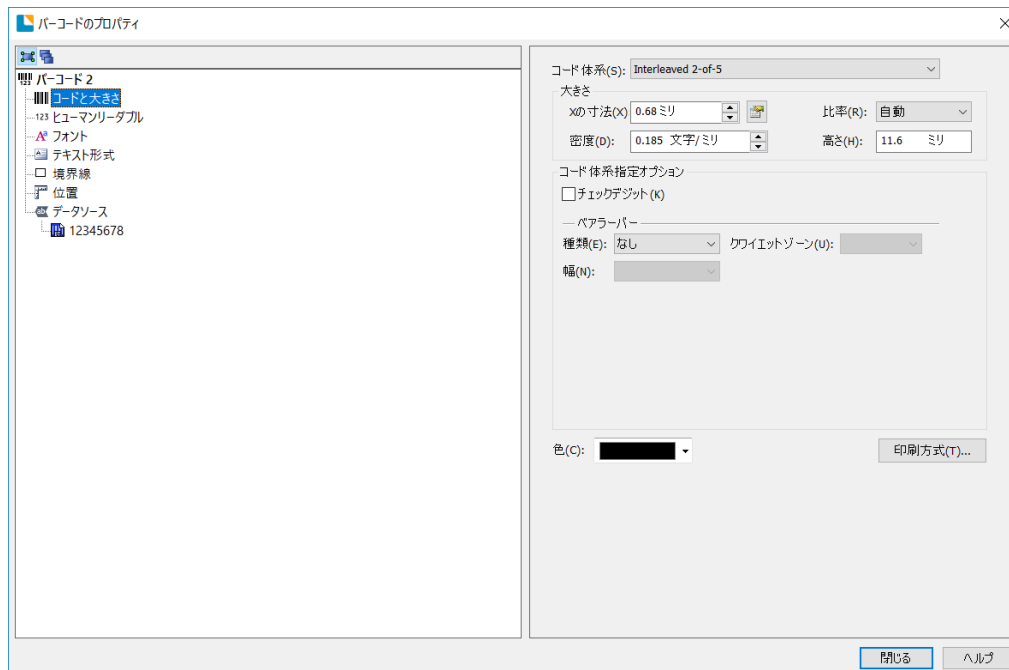 バーコードのプロパティ
バーコード 2
コードと大きさ
123 ヒューマンリーダブル
フォント
テキスト形式
境界線
位置
データソース
12345678
コード体系(S): Interleaved 2-of-5
大きさ
Xの寸法(X) 0.68ミリ 比率(R): 自動
密度(D): 0.185 文字/ミリ 高さ(H): 11.6 ミリ
コード体系指定オプション
チェックデジット(K)
ベアラーバー
種類(E): なし クワイエットゾーン(U):
幅(N):
色(C): 印刷方式(T)...
閉じる ヘルプ